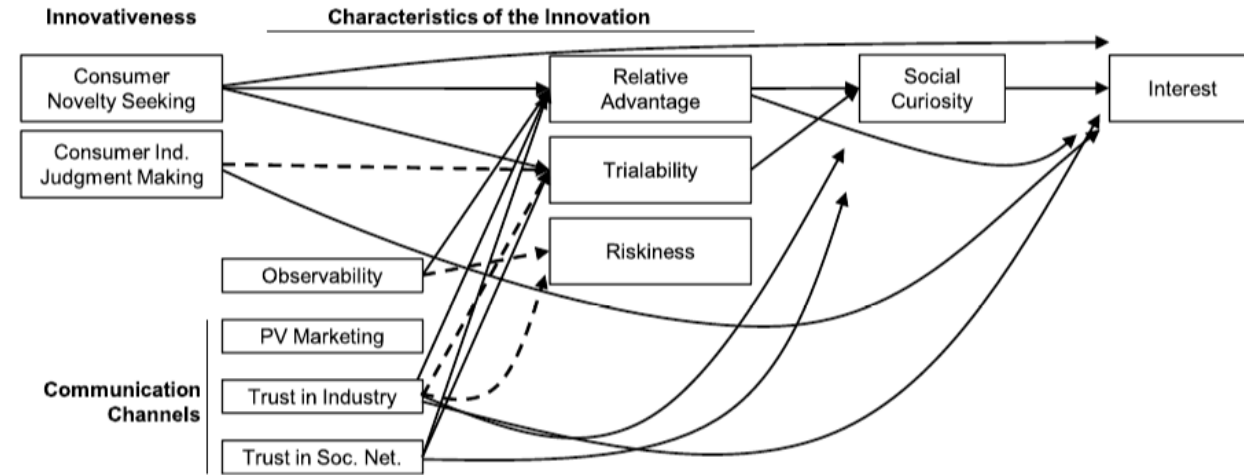 Innovativeness
Characteristics of the Innovation
Consumer
Novelty Seeking
Relative
Advantage
Social
Curiosity
Interest
Consumer Ind.
Judgment Making
Trialability
Riskiness
Observability
PV Marketing
Communication
Channels
Trust in Industry
Trust in Soc. Net.